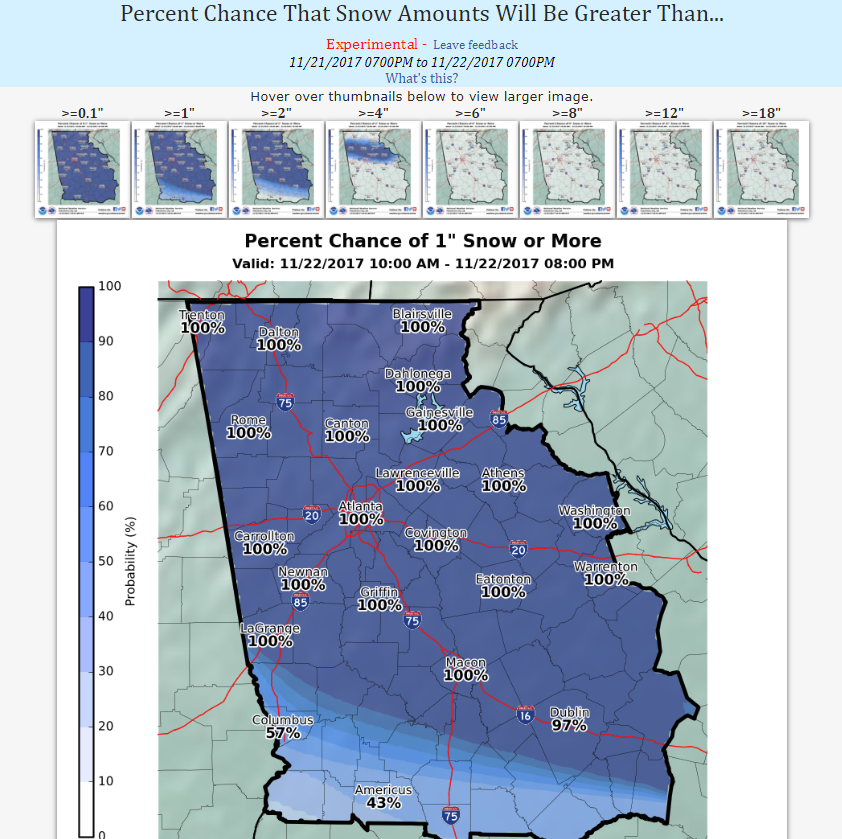 Percent Chance That Snow Amounts Will Be Greater Than...
Experimental - Leave feedback
11/21/2017 0700PM to 11/22/2017 0700PM
What's this?
Hover over thumbnails below to view larger image.
>=0.1" >=1" >=2" >=4" >=6" >=8" >=12" >=18"
Percent Chance of 1" Snow or More
Valid: 11/22/2017 10:00 AM - 11/22/2017 08:00 PM
Probability (%)
100
90
80
70
60
50
40
30
20
10
0
Trenton
100%
Blairsville
100%
Dalton
100%
Dahlonega
100%
75
Gainesville
100%
85
Rome
100%
Canton
100%
Lawrenceville
100%
Athens
100%
Atlanta
100%
20
Washington
100%
Carrollton
100%
Covington
100%
20
Newnan
100%
Warrenton
100%
Eatonton
100%
85
Griffin
100%
75
LaGrange
100%
Macon
100%
16
Dublin
97%
Columbus
57%
Americus
43%
75